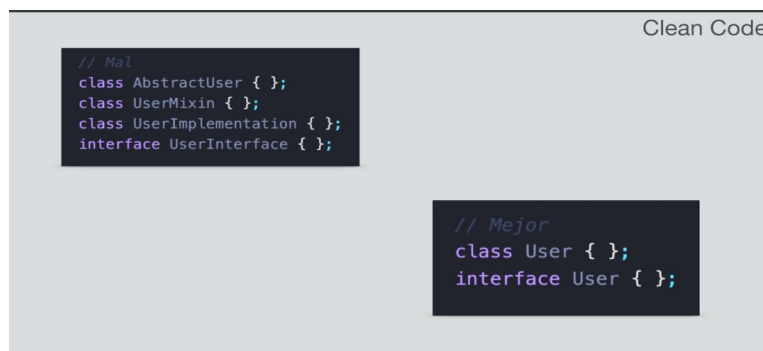 Clean Code
// Mal
class AbstractUser { };
class UserMixin { };
class UserImplementation { };
interface UserInterface { };
// Mejor
class User { };
interface User { };